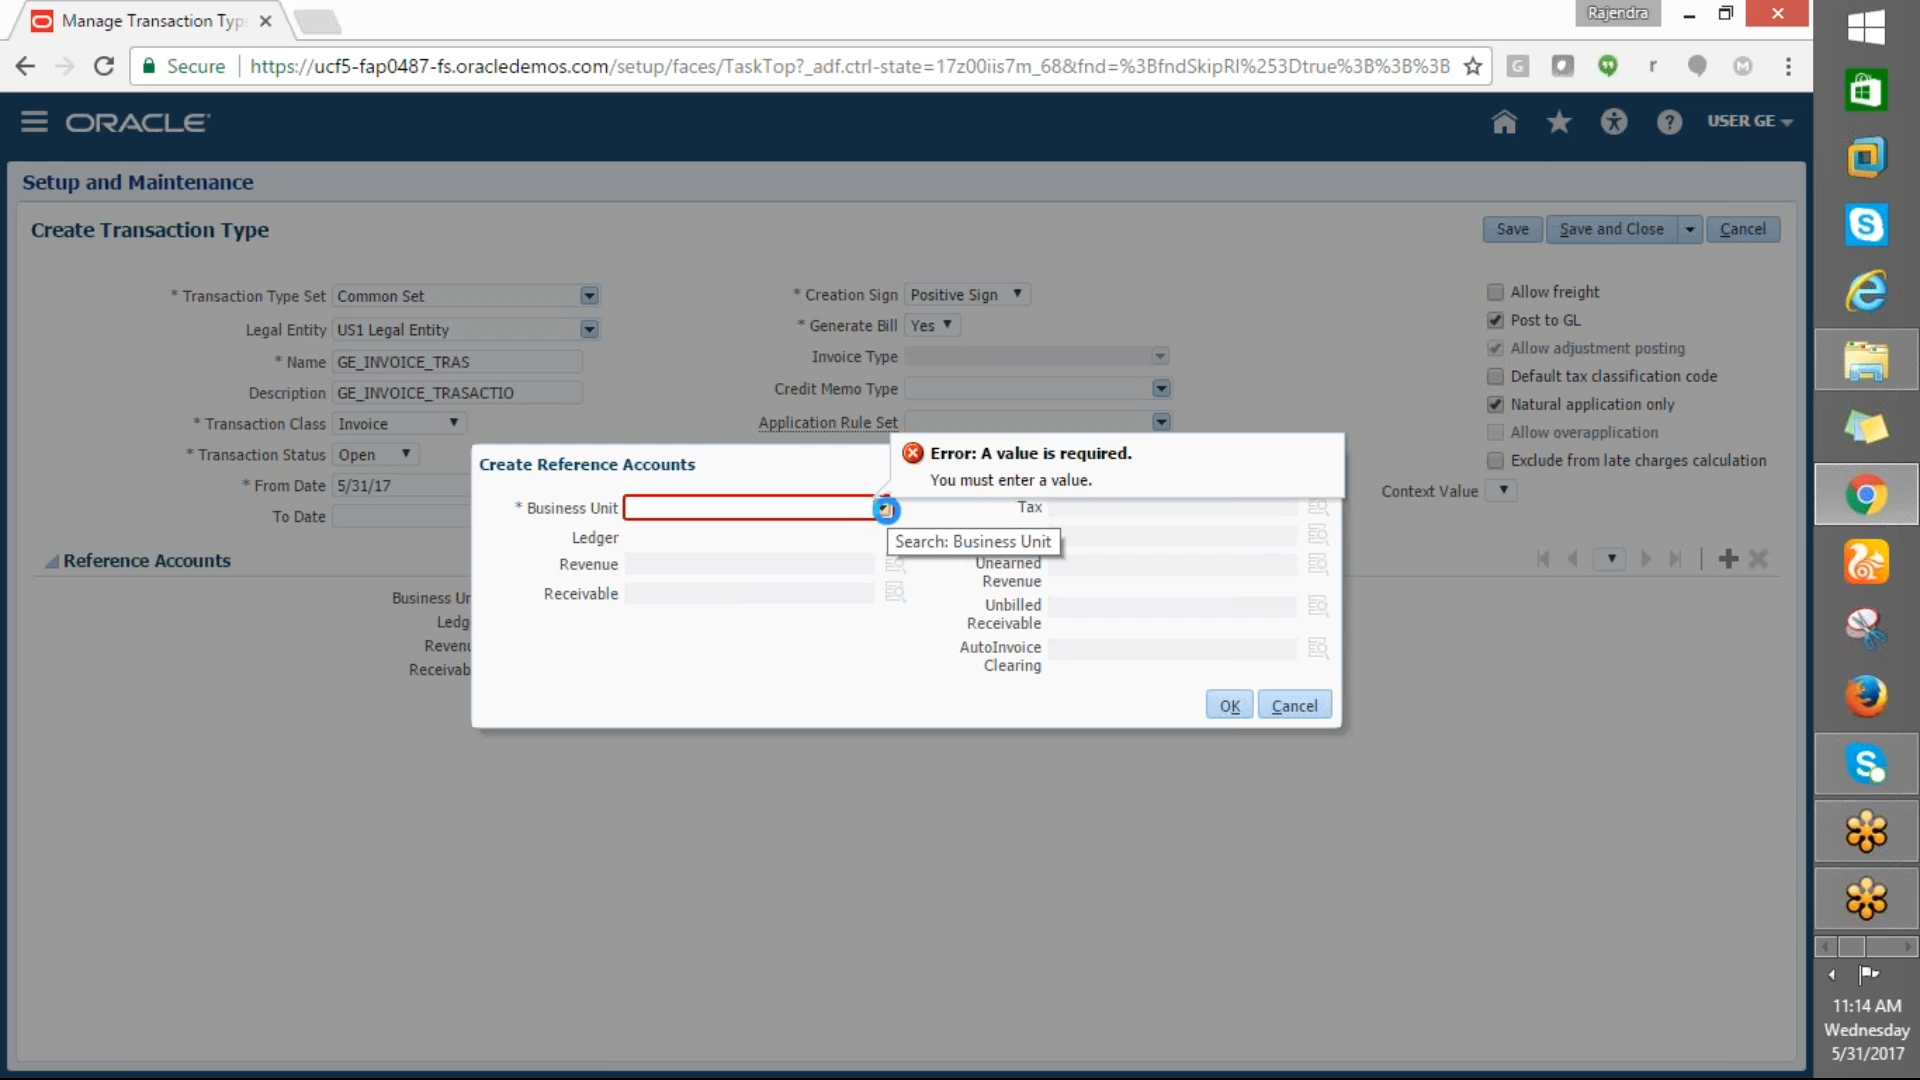 Manage Transaction Typ
Rajendra
Secure
https://ucf5-fap0487-fs.oracledemos.com/setup/faces/TaskTop?_adf.ctrl-state=17z00iis7m_68&fnd=%3BfndSkipRI%253Dtrue%3B%3B%3B
ORACLE
USER GE
Setup and Maintenance
Create Transaction Type
Save
Save and Close
Cancel
* Transaction Type Set Common Set
Legal Entity US1 Legal Entity
* Name GE_INVOICE_TRAS
Description GE_INVOICE_TRASACTIO
* Transaction Class Invoice
* Transaction Status Open
* From Date 5/31/17
To Date
* Creation Sign Positive Sign
* Generate Bill Yes
Invoice Type
Credit Memo Type
Application Rule Set
Allow freight
Post to GL
Allow adjustment posting
Default tax classification code
Natural application only
Allow overapplication
Exclude from late charges calculation
Context Value
Create Reference Accounts
Error: A value is required.
You must enter a value.
* Business Unit
Search: Business Unit
Ledger
Revenue
Receivable
Tax
Unearned
Revenue
Unbilled
Receivable
AutoInvoice
Clearing
OK
Cancel
Reference Accounts
Business Un
Ledg
Revenu
Receivab
11:14 AM
Wednesday
5/31/2017